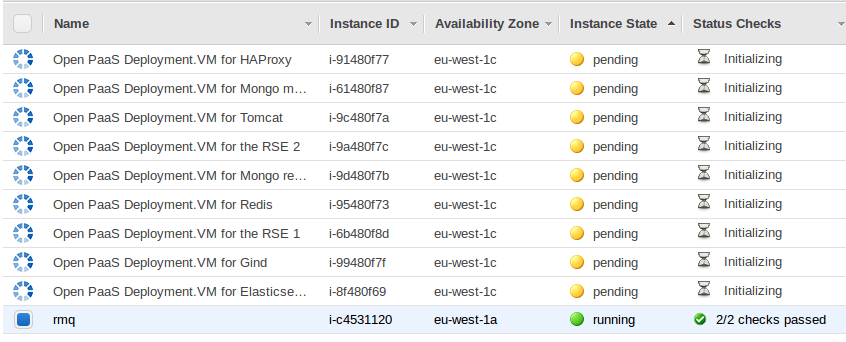 Name Instance ID Availability Zone Instance State Status Checks
Open PaaS Deployment.VM for HAProxy i-91480f77 eu-west-1c pending Initializing
Open PaaS Deployment.VM for Mongo m... i-61480f87 eu-west-1c pending Initializing
Open PaaS Deployment.VM for Tomcat i-9c480f7a eu-west-1c pending Initializing
Open PaaS Deployment.VM for the RSE 2 i-9a480f7c eu-west-1c pending Initializing
Open PaaS Deployment.VM for Mongo re... i-9d480f7b eu-west-1c pending Initializing
Open PaaS Deployment.VM for Redis i-95480f73 eu-west-1c pending Initializing
Open PaaS Deployment.VM for the RSE 1 i-6b480f8d eu-west-1c pending Initializing
Open PaaS Deployment.VM for Gind i-99480f7f eu-west-1c pending Initializing
Open PaaS Deployment.VM for Elasticse... i-8f480f69 eu-west-1c pending Initializing
rmq i-c4531120 eu-west-1a running 2/2 checks passed